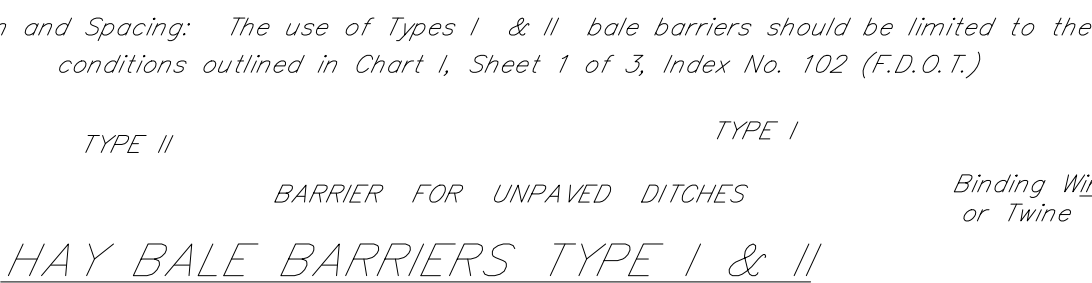 and Spacing: The use of Types I & II bale barriers should be limited to the
conditions outlined in Chart I, Sheet 1 of 3, Index No. 102 (F.D.O.T.)
TYPE I
TYPE II
BARRIER FOR UNPAVED DITCHES
Binding
or Twine
HAY BALE BARRIERS TYPE I & II